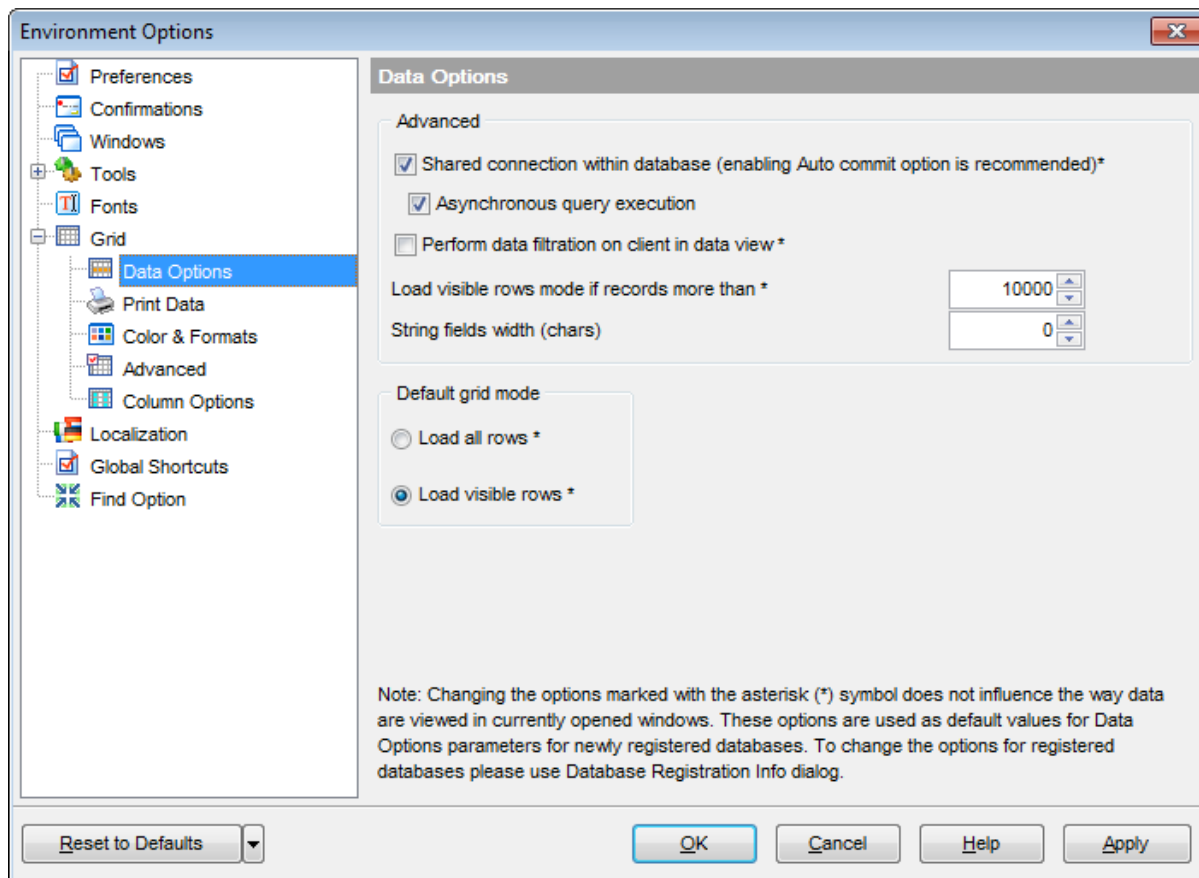 Environment Options
Preferences
Confirmations
Windows
Tools
Fonts
Grid
Data Options
Print Data
Color & Formats
Advanced
Column Options
Localization
Global Shortcuts
Find Option
Data Options
Advanced
Shared connection within database (enabling Auto commit option is recommended)*
Asynchronous query execution
Perform data filtration on client in data view *
Load visible rows mode if records more than * 10000
String fields width (chars) 0
Default grid mode
Load all rows *
Load visible rows *
Note: Changing the options marked with the asterisk (*) symbol does not influence the way data
are viewed in currently opened windows. These options are used as default values for Data
Options parameters for newly registered databases. To change the options for registered
databases please use Database Registration Info dialog.
Reset to Defaults OK Cancel Help Apply